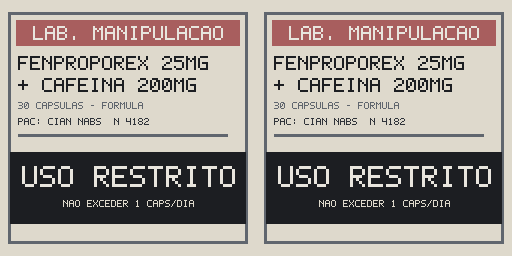 LAB. MANIPULACAO
FENPROPOREX 25MG
+ CAFEINA 200MG
30 CAPSULAS - FORMULA
PAC: CIAN NABS  N 4182
USO RESTRITO
NAO EXCEDER 1 CAPS/DIA
LAB. MANIPULACAO
FENPROPOREX 25MG
+ CAFEINA 200MG
30 CAPSULAS - FORMULA
PAC: CIAN NABS  N 4182
USO RESTRITO
NAO EXCEDER 1 CAPS/DIA